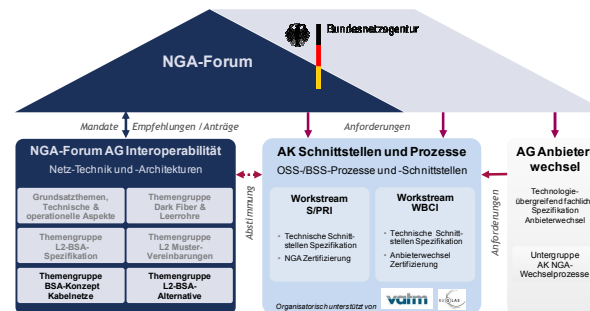 Bundesnetzagentur
NGA-Forum
Mandate
Empfehlungen / Anträge
Anforderungen
NGA-Forum AG Interoperabilität
Netz-Technik und -Architekturen
Grundsatzthemen,
Technische &
operationelle Aspekte
Themengruppe
Dark Fiber &
Leerrohre
Themengruppe
L2-BSA-
Spezifikation
Themengruppe
L2 Muster-
Vereinbarungen
Themengruppe
BSA-Konzept
Kabelnetze
Themengruppe
L2-BSA-
Alternative
Abstimmung
AK Schnittstellen und Prozesse
OSS-/BSS-Prozesse und -Schnittstellen
Workstream
S/PRI
· Technische Schnitt-
stellen Spezifikation
· NGA Zertifizierung
Workstream
WBCI
· Technische Schnitt-
stellen Spezifikation
· Anbieterwechsel
Zertifizierung
Organisatorisch unterstützt von
vatm
Anforderungen
AG Anbieter
wechsel
Technologie-
übergreifend fachlich
Spezifikation
Anbieterwechsel
Untergruppe
AK NGA-
Wechselprozesse